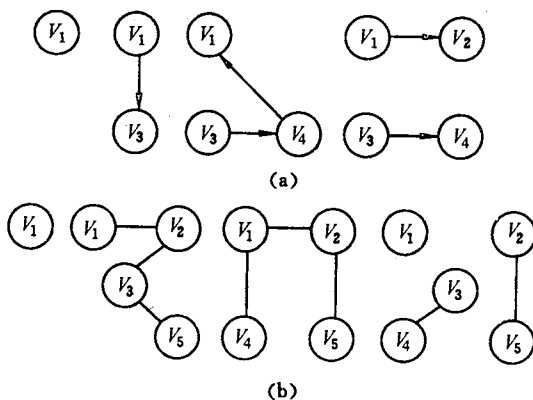 V₁ V₁ V₁ V₁ V₂
V₃ V₃ V₄ V₃ V₄
(a)
V₁ V₁ V₂ V₁ V₂ V₁ V₂
V₃ V₃
V₅ V₄ V₅ V₄ V₅
(b)